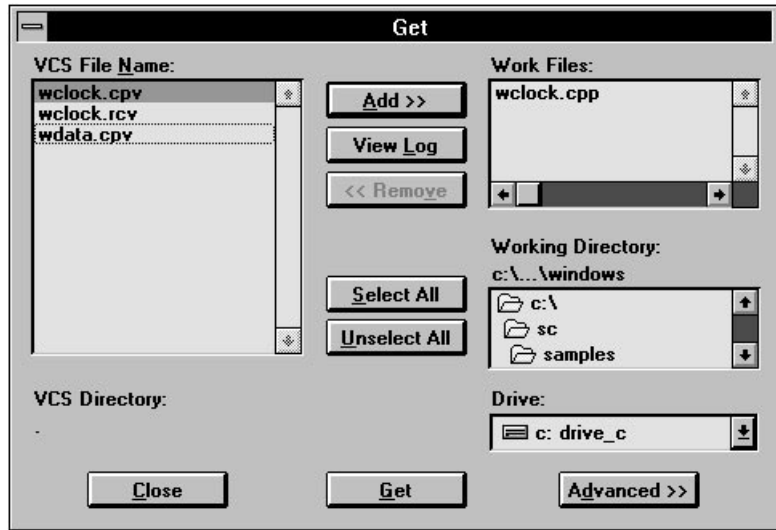 Get
VCS File Name:
wclock.cpv
wclock.rcv
wdata.cpv
Add >>
View Log
<< Remove
Select All
Unselect All
Work Files:
wclock.cpp
Working Directory:
c:\...\windows
c:\
sc
samples
VCS Directory:
.
Drive:
c: drive_c
Close
Get
Advanced >>